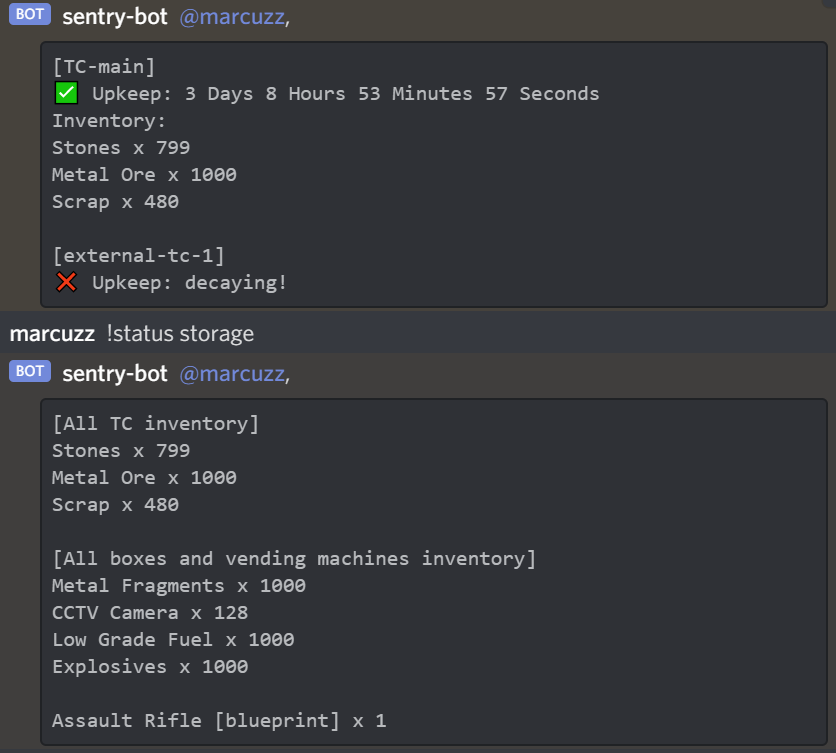 BOT sentry-bot @marcuzz,
[TC-main]
✅ Upkeep: 3 Days 8 Hours 53 Minutes 57 Seconds
Inventory:
Stones x 799
Metal Ore x 1000
Scrap x 480
[external-tc-1]
❌ Upkeep: decaying!
marcuzz !status storage
BOT sentry-bot @marcuzz,
[All TC inventory]
Stones x 799
Metal Ore x 1000
Scrap x 480
[All boxes and vending machines inventory]
Metal Fragments x 1000
CCTV Camera x 128
Low Grade Fuel x 1000
Explosives x 1000
Assault Rifle [blueprint] x 1